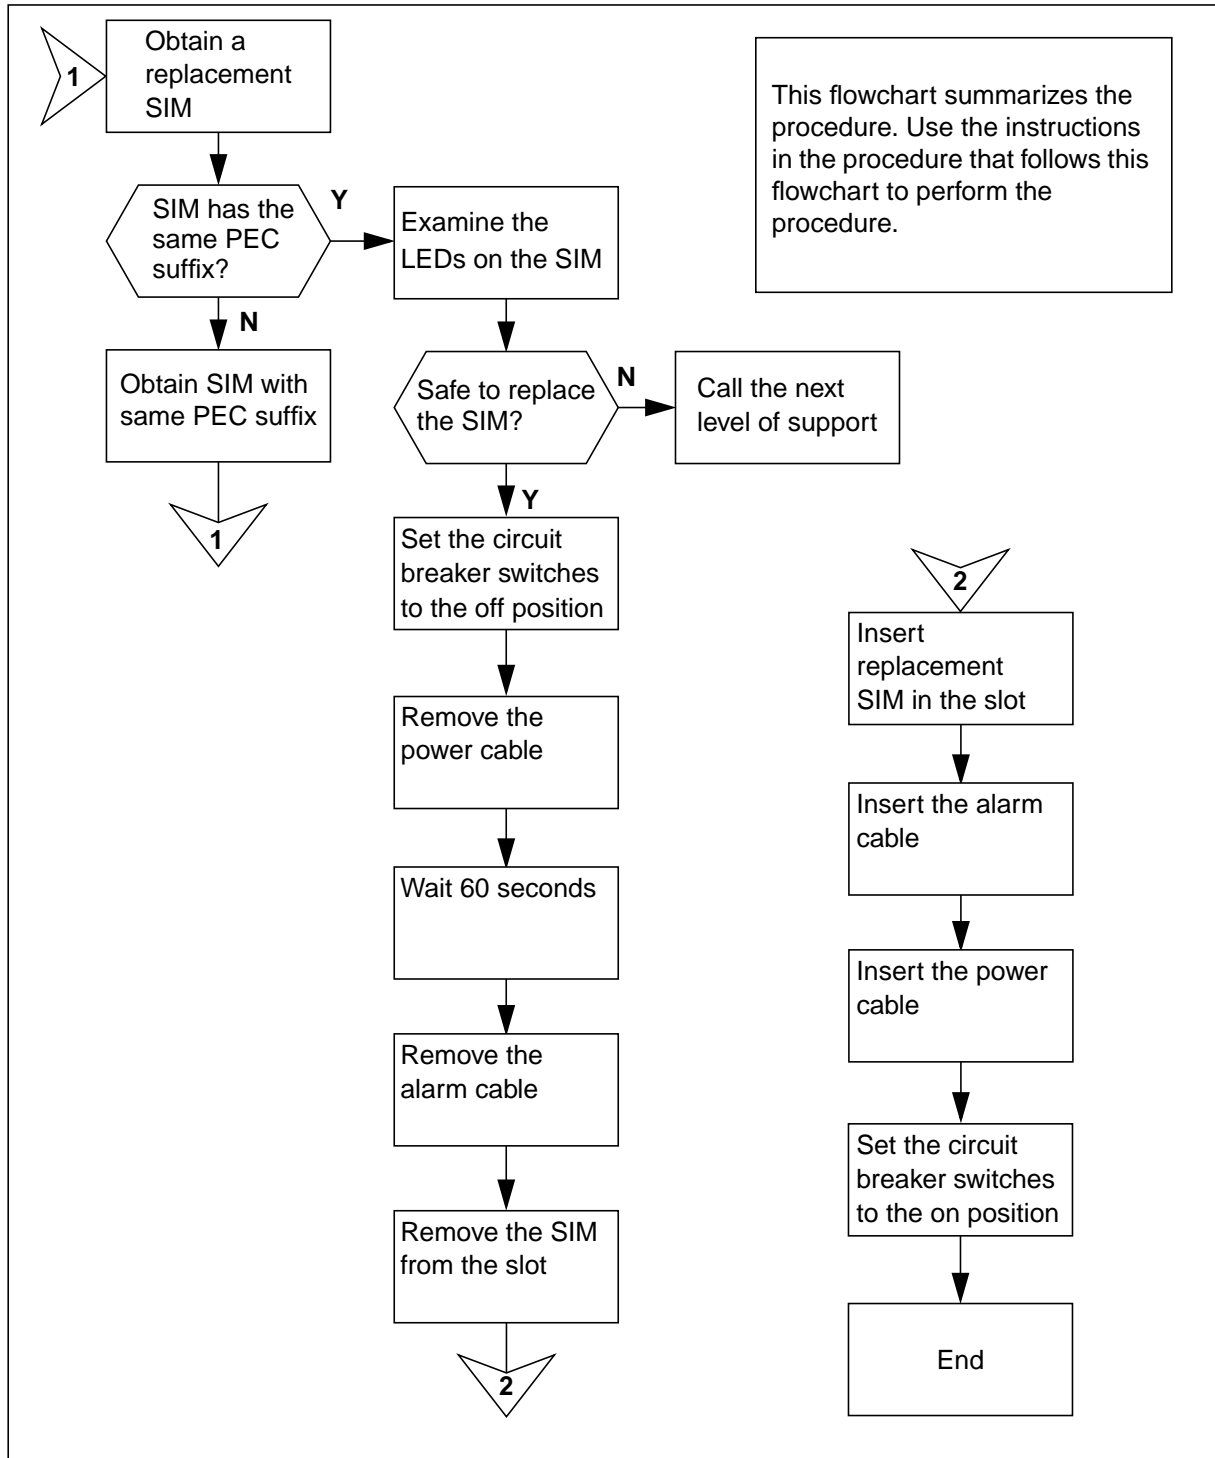 1
Obtain a
replacement
SIM
This flowchart summarizes the
procedure. Use the instructions
in the procedure that follows this
flowchart to perform the
procedure.
SIM has the
same PEC
suffix?
Y
N
Examine the
LEDs on the SIM
Obtain SIM with
same PEC suffix
1
Safe to replace
the SIM?
N
Y
Call the next
level of support
Set the circuit
breaker switches
to the off position
Remove the
power cable
Wait 60 seconds
Remove the
alarm cable
Remove the SIM
from the slot
2
2
Insert
replacement
SIM in the slot
Insert the alarm
cable
Insert the power
cable
Set the circuit
breaker switches
to the on position
End